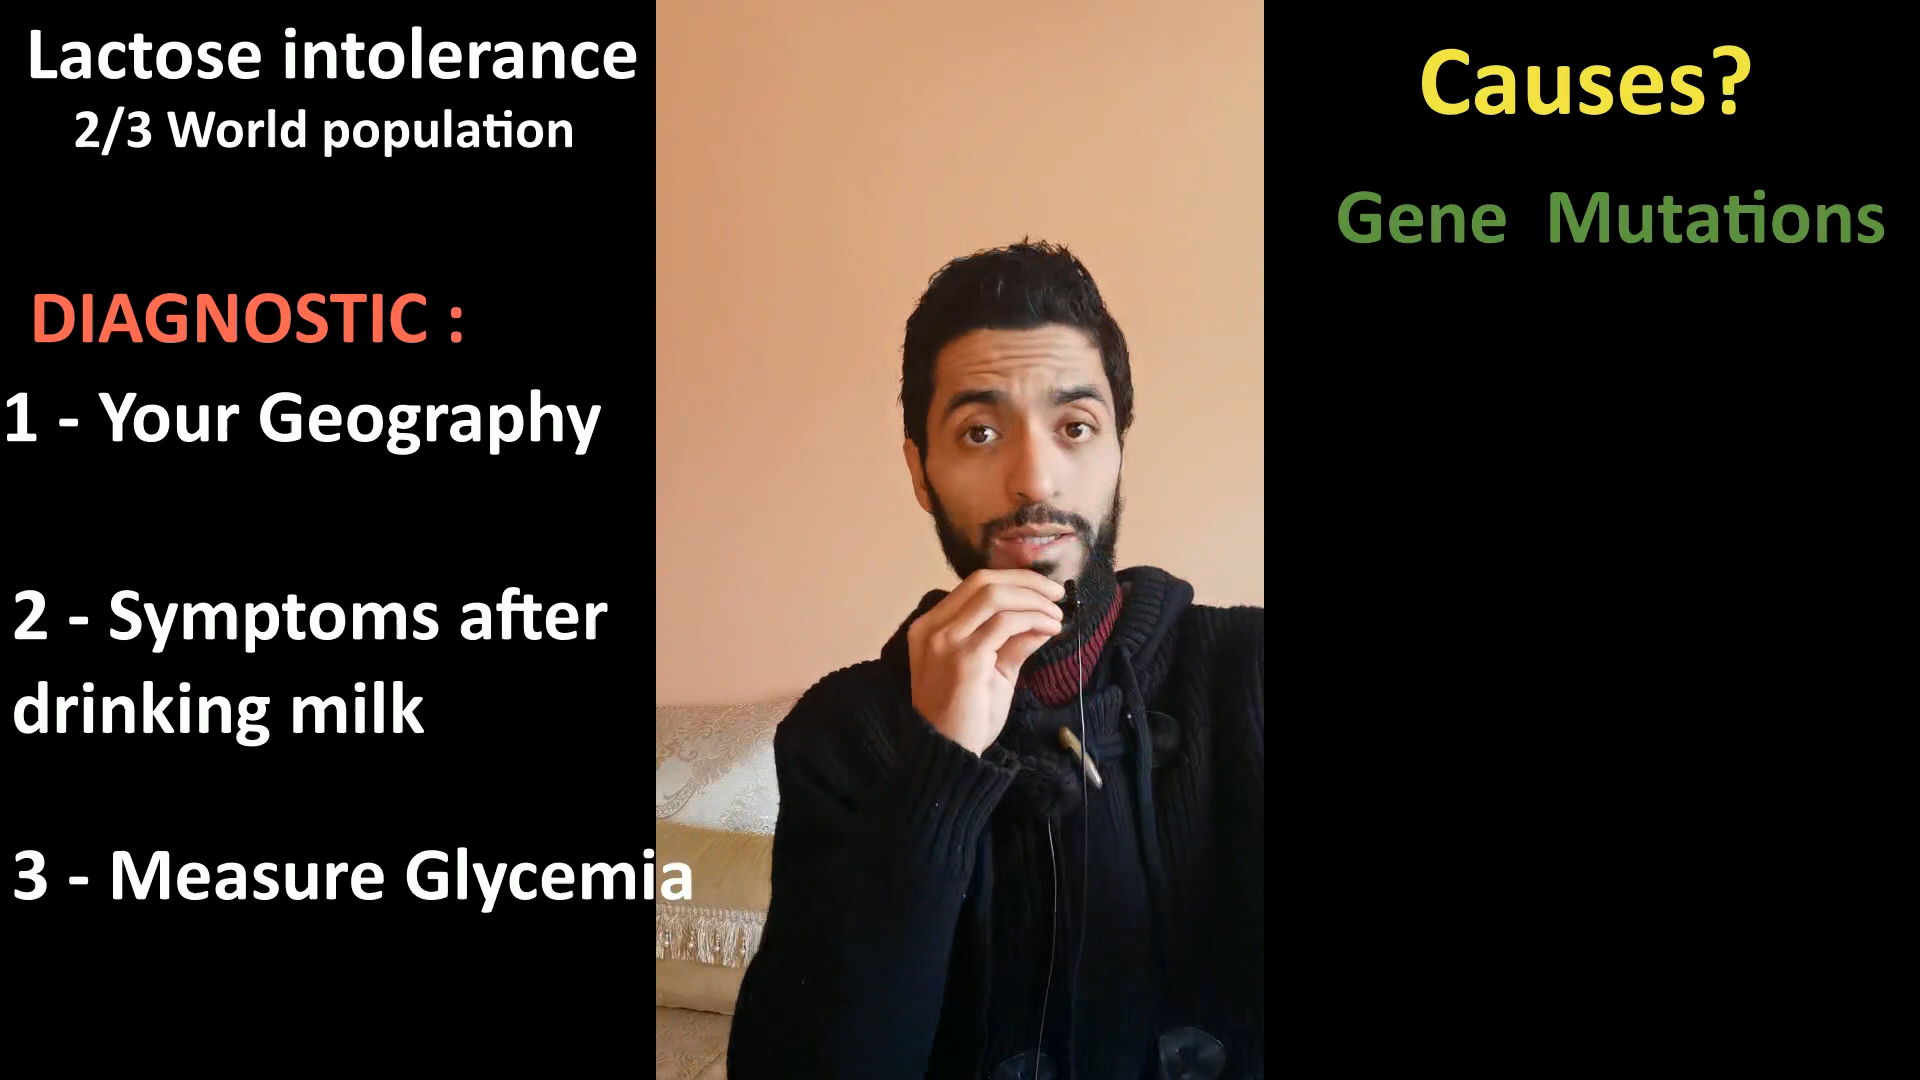 Lactose intolerance
2/3 World population
DIAGNOSTIC :
1 - Your Geography
2 - Symptoms after
drinking milk
3 - Measure Glycemia
Causes?
Gene Mutations